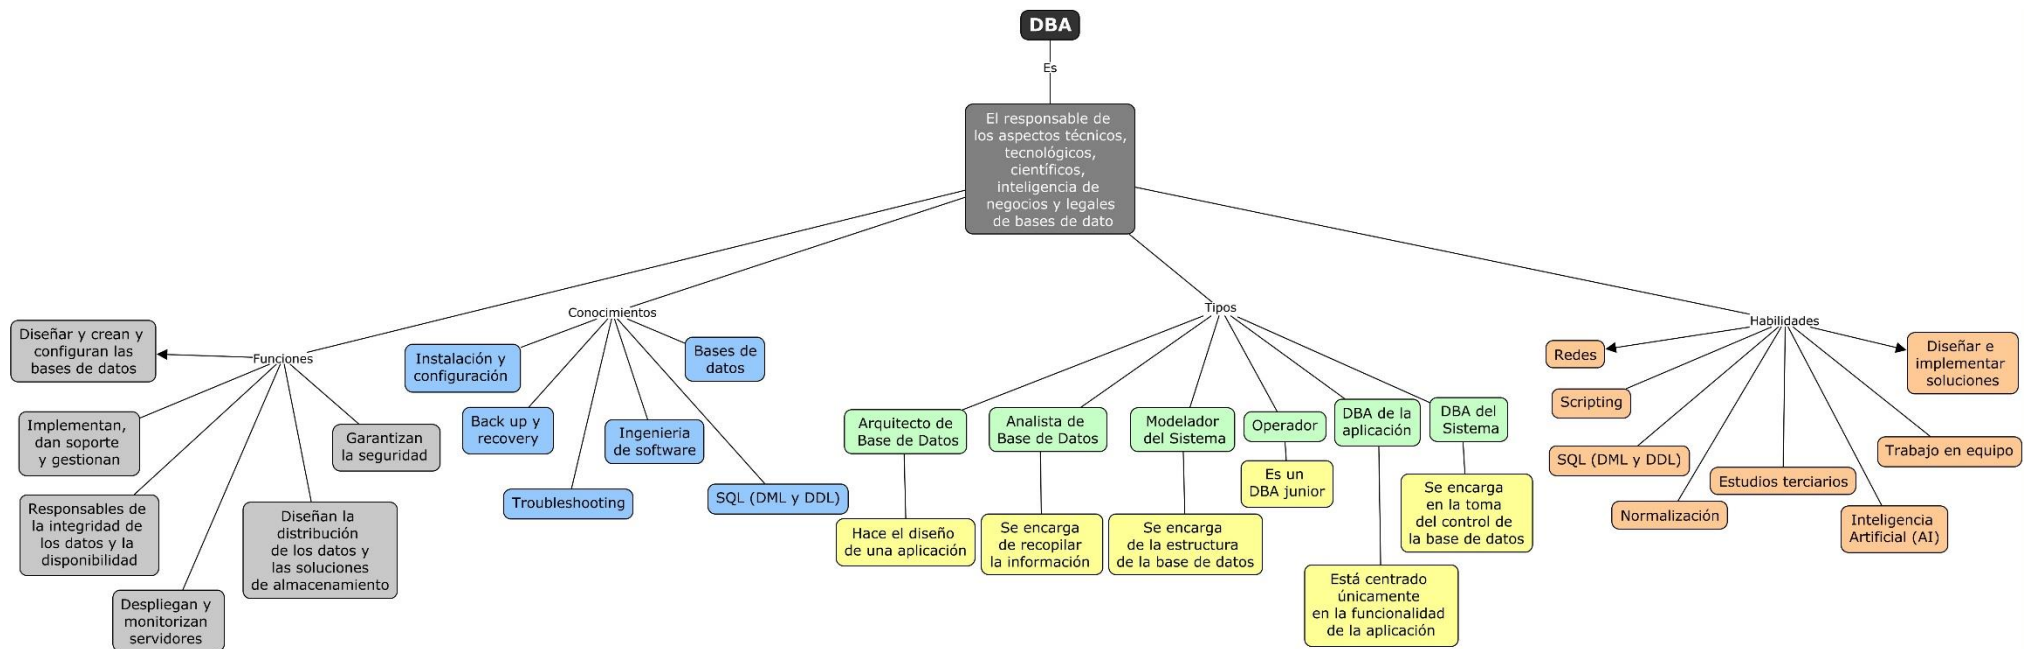 DBA
Es
El responsable de
los aspectos técnicos,
tecnológicos,
científicos,
inteligencia de
negocios y legales
de bases de dato
Funciones
Diseñar y crean y
configuran las
bases de datos
Implementan,
dan soporte
y gestionan
Responsables de
la integridad de
los datos y la
disponibilidad
Despliegan y
monitorizan
servidores
Diseñan la
distribución
de los datos y
las soluciones
de almacenamiento
Garantizan
la seguridad
Conocimientos
Instalación y
configuración
Back up y
recovery
Troubleshooting
Ingenieria
de software
SQL (DML y DDL)
Bases de
datos
Tipos
Arquitecto de
Base de Datos
Hace el diseño
de una aplicación
Analista de
Base de Datos
Se encarga
de recopilar
la información
Modelador
del Sistema
Se encarga
de la estructura
de la base de datos
Operador
Es un
DBA junior
DBA de la
aplicación
Está centrado
únicamente
en la funcionalidad
de la aplicación
DBA del
Sistema
Se encarga
en la toma
del control de
la base de datos
Habilidades
Redes
Scripting
SQL (DML y DDL)
Normalización
Estudios terciarios
Inteligencia
Artificial (AI)
Trabajo en equipo
Diseñar e
implementar
soluciones